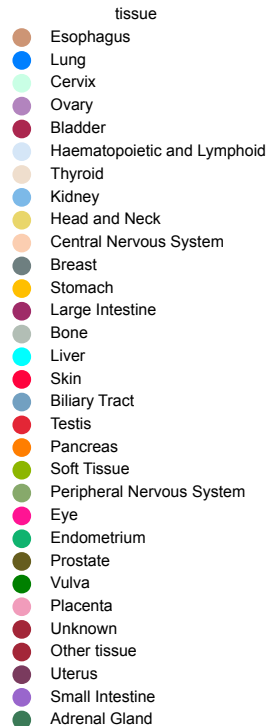 tissue
Esophagus
Lung
Cervix
Ovary
Bladder
Haematopoietic and Lymphoid
Thyroid
Kidney
Head and Neck
Central Nervous System
Breast
Stomach
Large Intestine
Bone
Liver
Skin
Biliary Tract
Testis
Pancreas
Soft Tissue
Peripheral Nervous System
Eye
Endometrium
Prostate
Vulva
Placenta
Unknown
Other tissue
Uterus
Small Intestine
Adrenal Gland